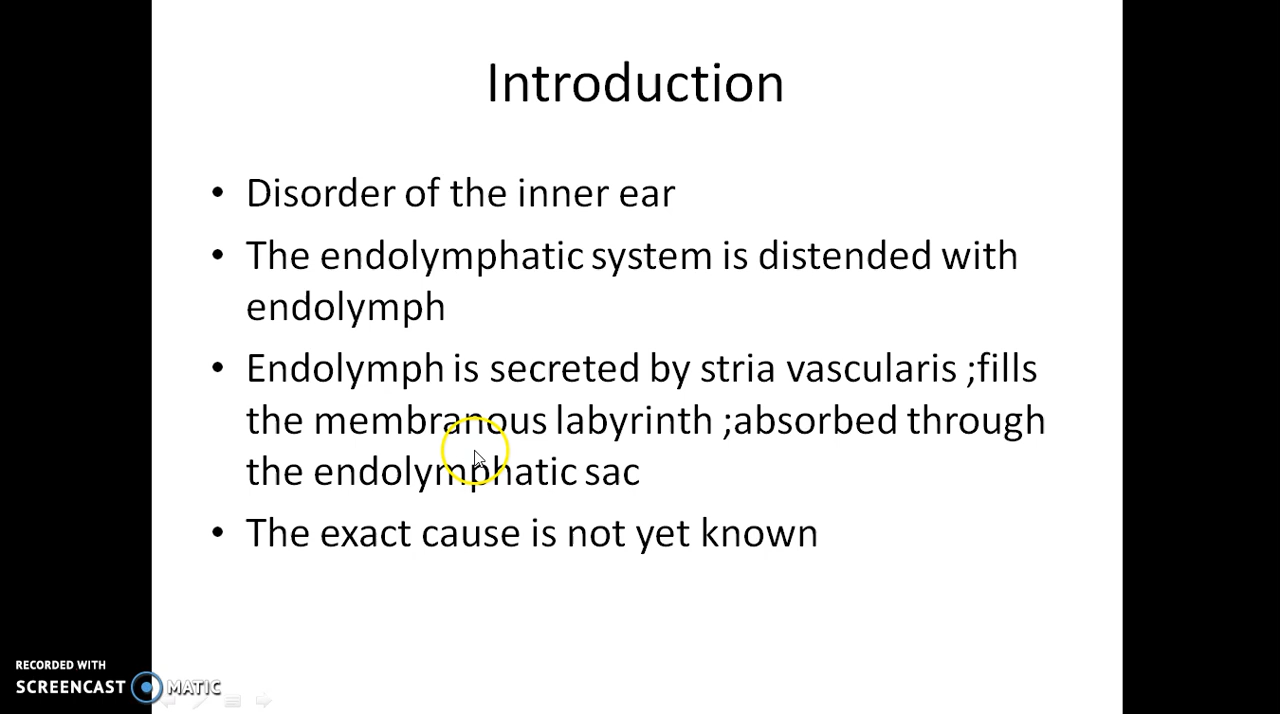 Introduction
• Disorder of the inner ear
• The endolymphatic system is distended with
endolymph
• Endolymph is secreted by stria vascularis ;fills
the membranous labyrinth ;absorbed through
the endolymphatic sac
• The exact cause is not yet known
RECORDED WITH
SCREENCAST MATIC